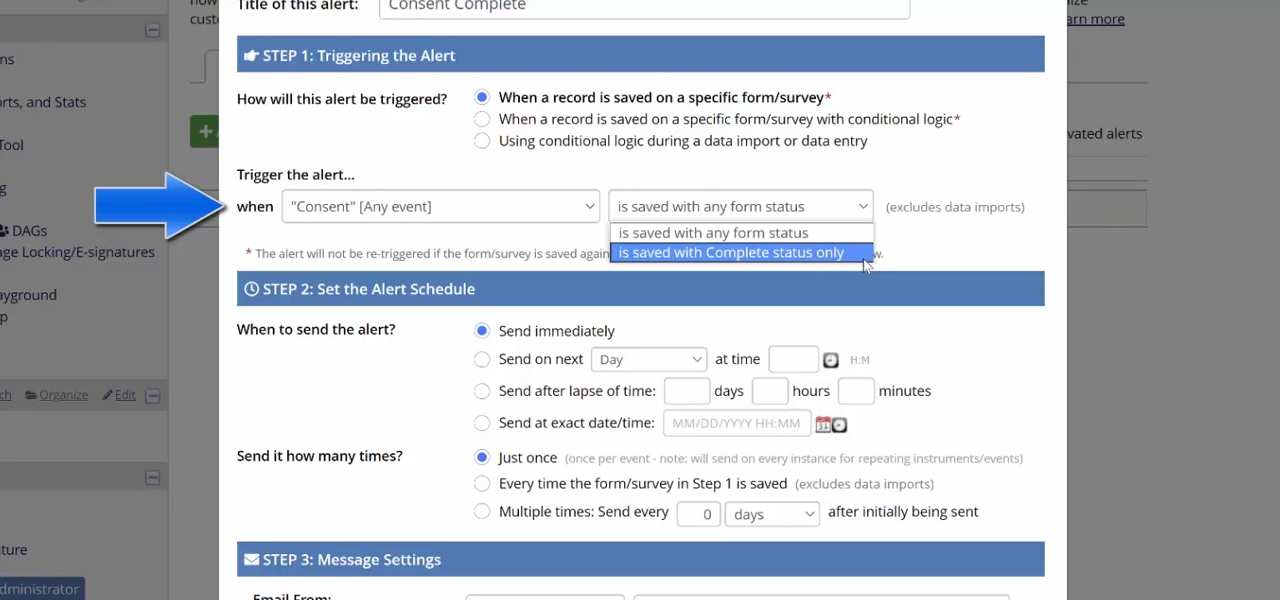 Title of this alert: Consent Complete
STEP 1: Triggering the Alert
How will this alert be triggered?
When a record is saved on a specific form/survey*
When a record is saved on a specific form/survey with conditional logic*
Using conditional logic during a data import or data entry
Trigger the alert...
when "Consent" [Any event] is saved with any form status (excludes data imports)
is saved with any form status
is saved with Complete status only
* The alert will not be re-triggered if the form/survey is saved again
STEP 2: Set the Alert Schedule
When to send the alert?
Send immediately
Send on next Day at time H:M
Send after lapse of time: days hours minutes
Send at exact date/time: MM/DD/YYYY HH:MM
Send it how many times?
Just once (once per event - note: will send on every instance for repeating instruments/events)
Every time the form/survey in Step 1 is saved (excludes data imports)
Multiple times: Send every 0 days after initially being sent
STEP 3: Message Settings
Email From:
rts, and Stats
Tool
DAGs
ge Locking/E-signatures
ayground
Organize Edit
ature
dministrator
arn more
vated alerts